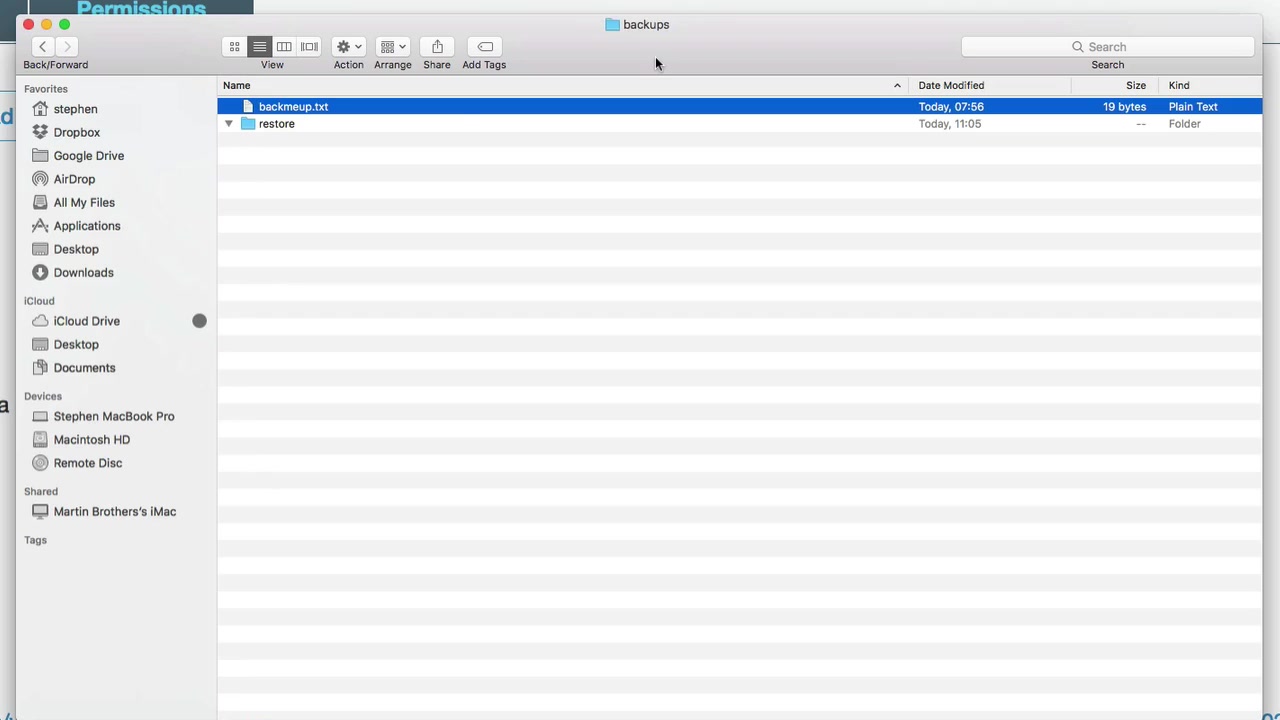 Permissions
backups
Search
Back/Forward View Action Arrange Share Add Tags Search
Favorites
stephen
Dropbox
Google Drive
AirDrop
All My Files
Applications
Desktop
Downloads
iCloud
iCloud Drive
Desktop
Documents
Devices
Stephen MacBook Pro
Macintosh HD
Remote Disc
Shared
Martin Brothers's iMac
Tags
Name Date Modified Size Kind
backmeup.txt Today, 07:56 19 bytes Plain Text
restore Today, 11:05 -- Folder